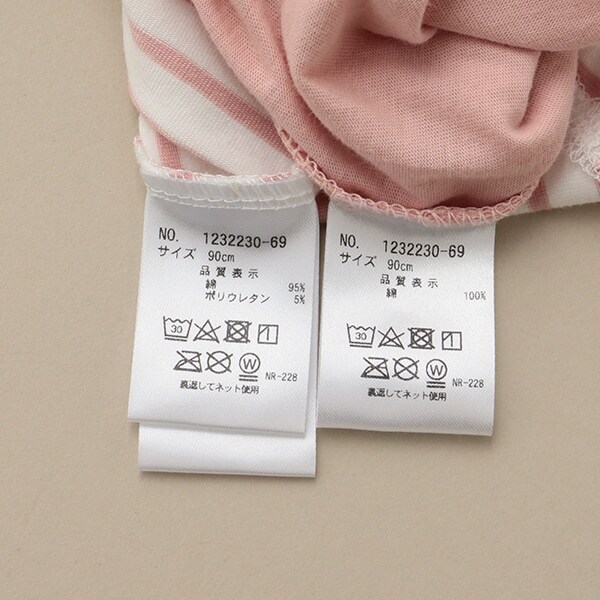 NO. 1232230-69
サイズ 90cm
品質表示
綿 95%
ポリウレタン 5%
30
W
NR-228
裏返してネット使用
NO. 1232230-69
サイズ 90cm
品質表示
綿 100%
30
W
NR-228
裏返してネット使用